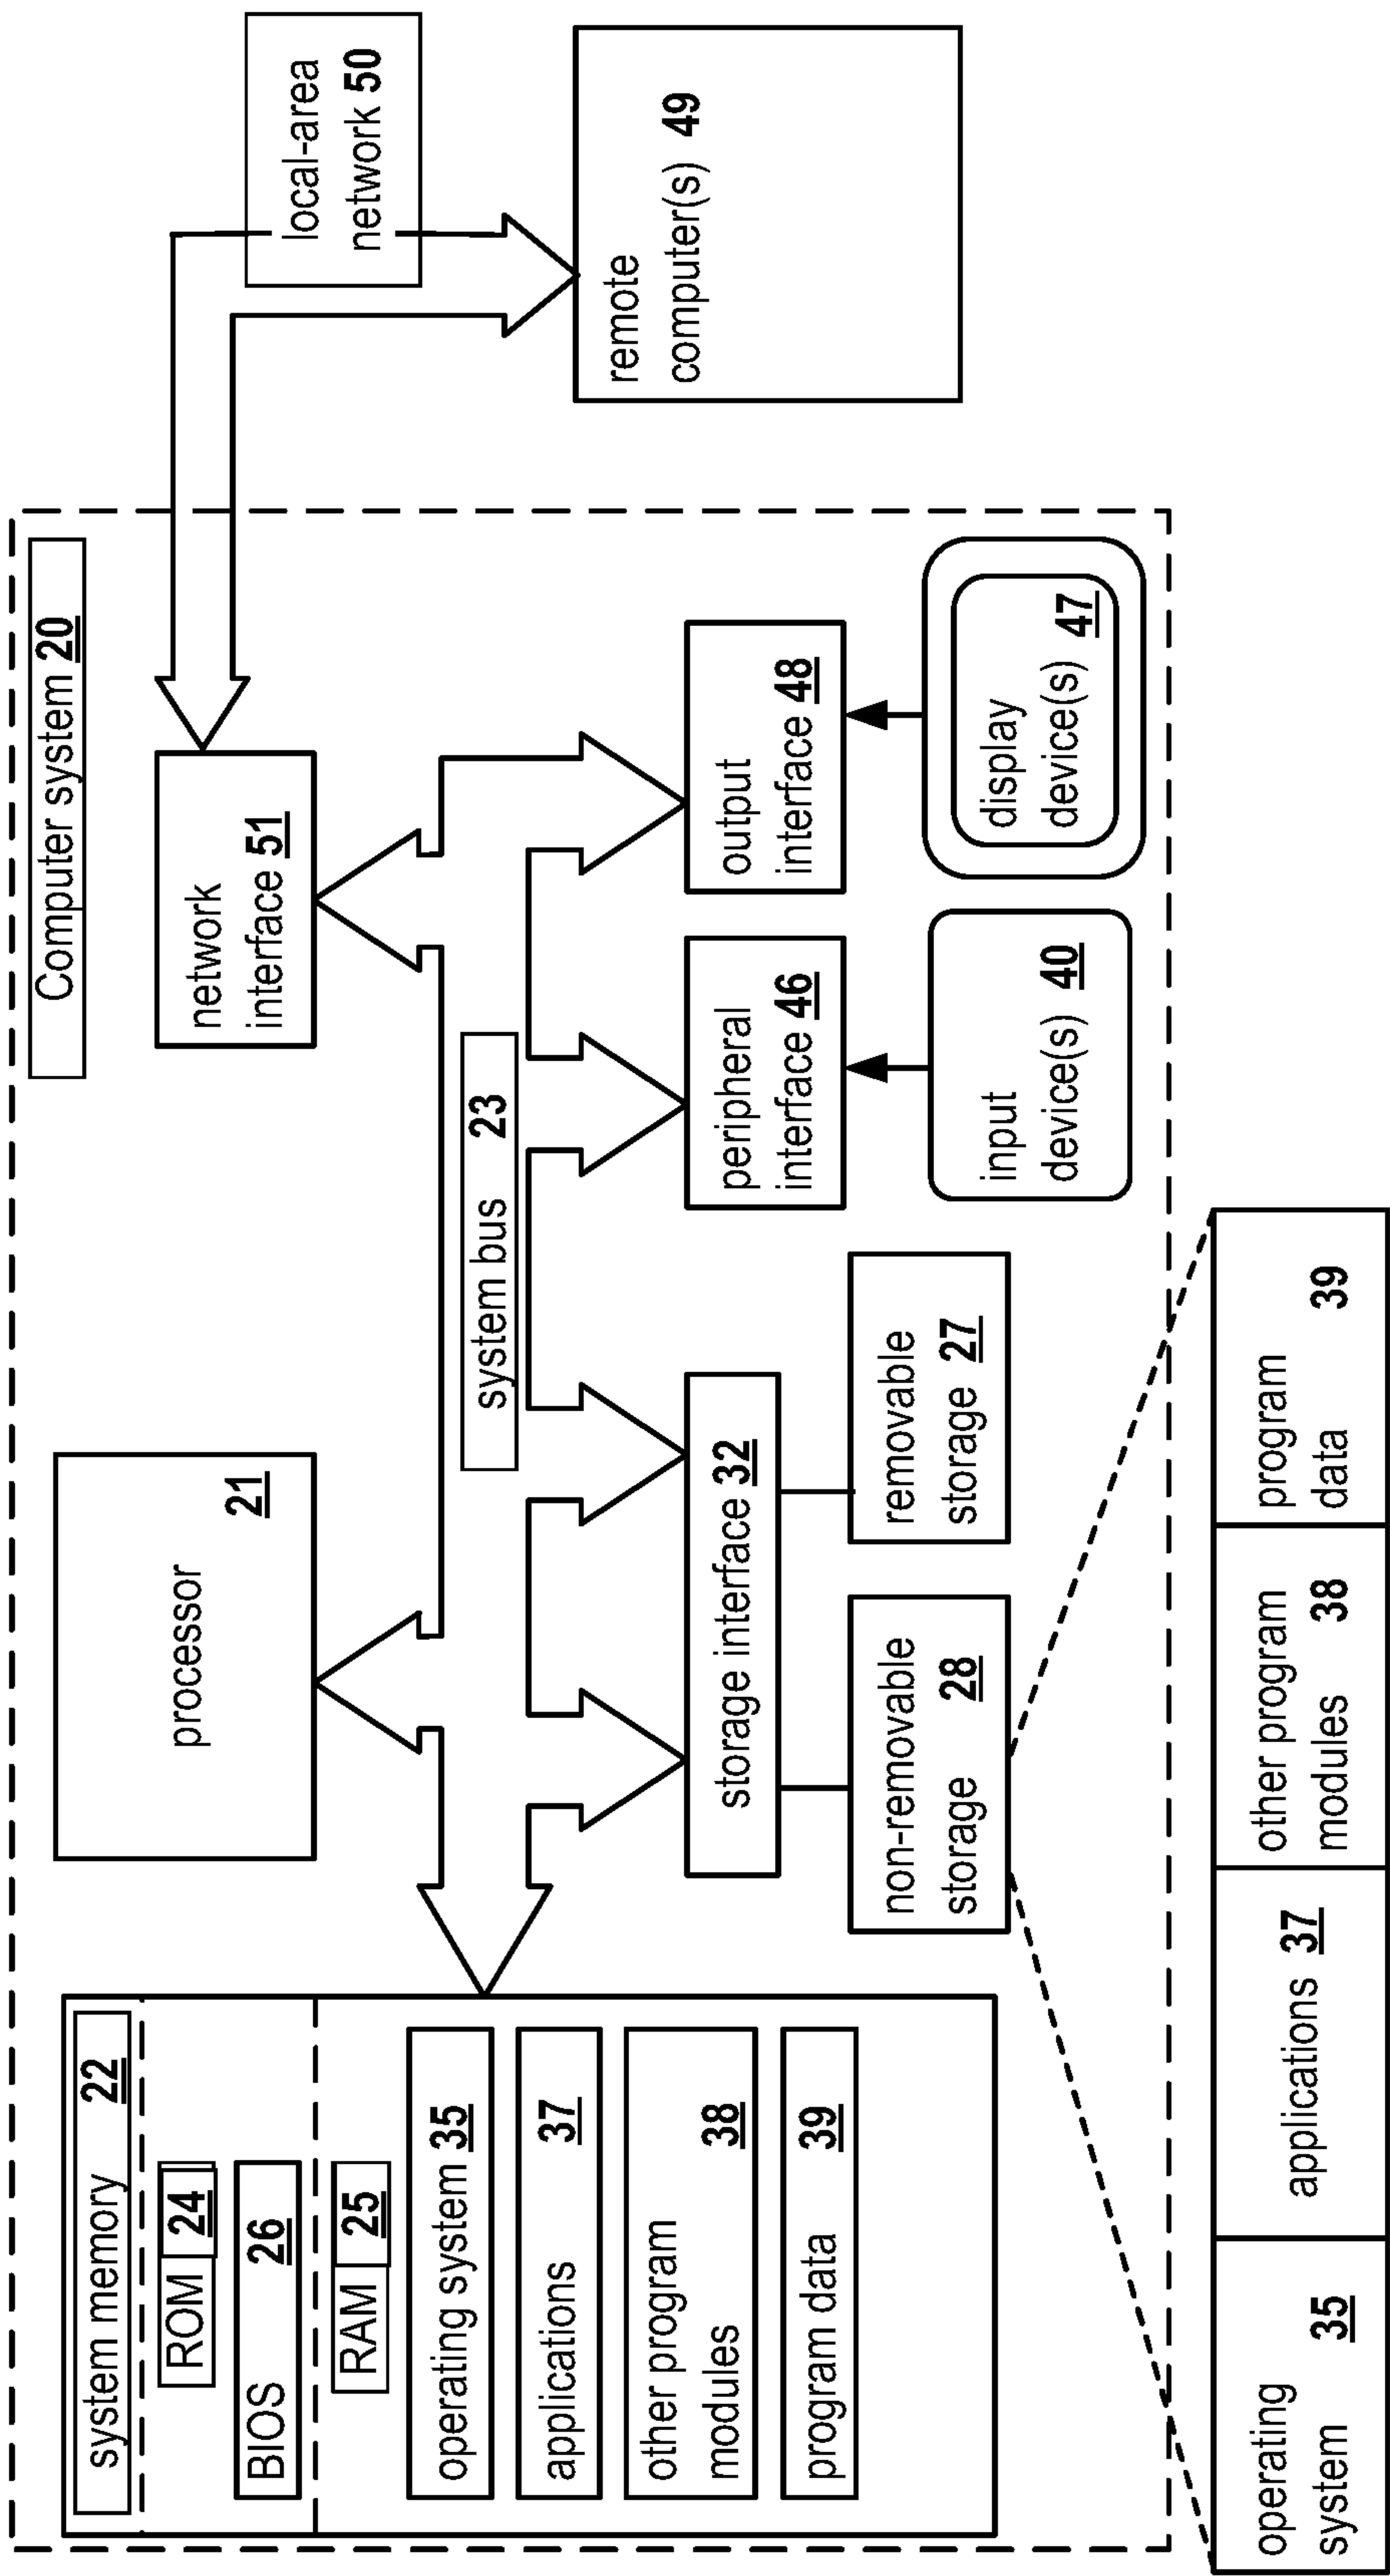 Computer system 20
system memory 22
ROM 24
BIOS 26
RAM 25
operating system 35
applications 37
other program
modules 38
program data 39
processor 21
network
interface 51
local-area
network 50
system bus 23
storage interface 32
peripheral
interface 46
output
interface 48
remote
computer(s) 49
non-removable
storage 28
removable
storage 27
input
device(s) 40
display
device(s) 47
operating
system 35
applications 37
other program
modules 38
program
data 39